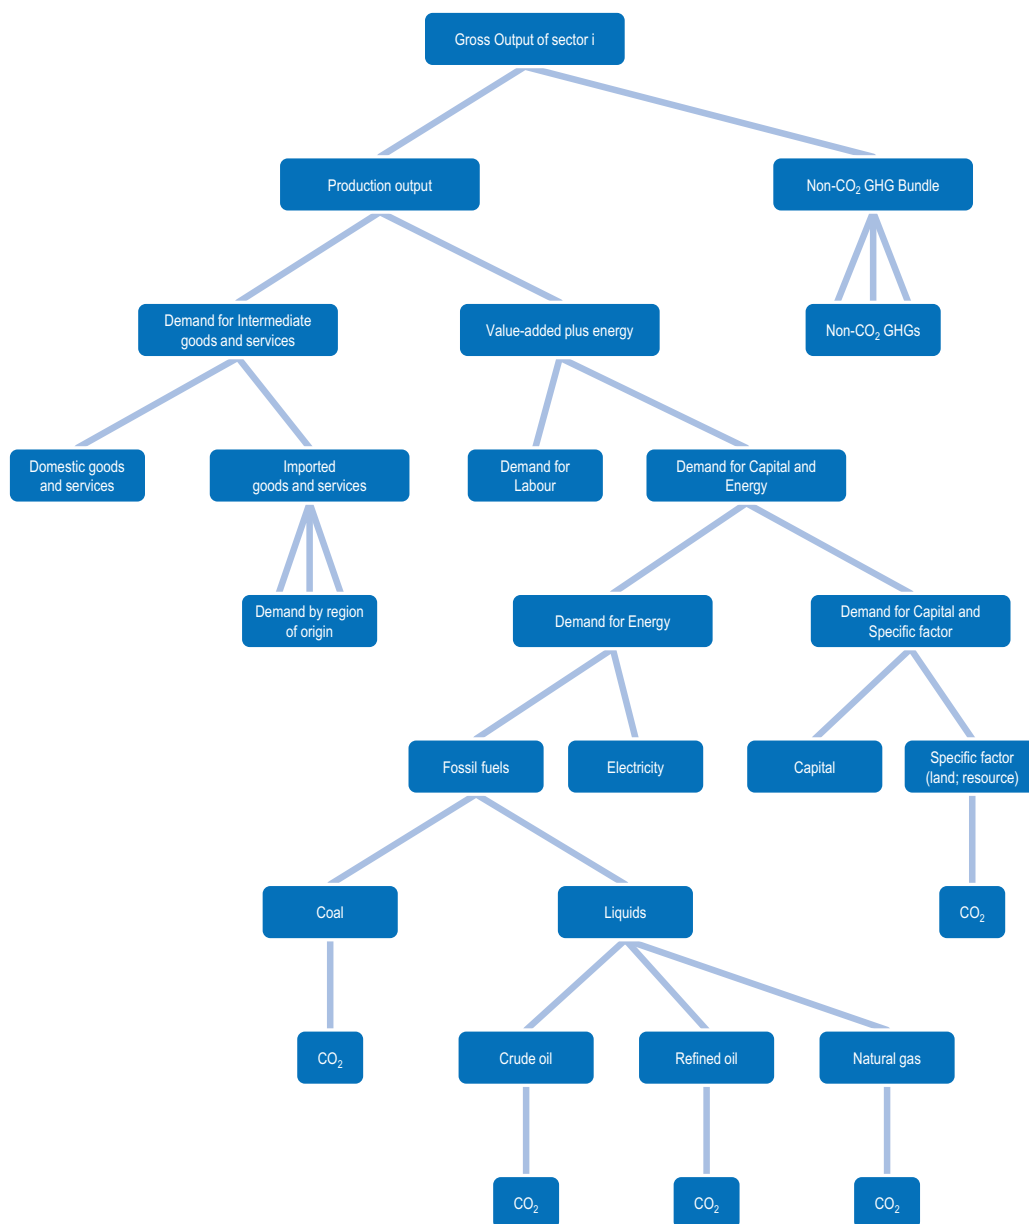 Gross Output of sector i
Production output
Non-CO₂ GHG Bundle
Demand for Intermediate
goods and services
Value-added plus energy
Non-CO₂ GHGs
Domestic goods
and services
Imported
goods and services
Demand for
Labour
Demand for Capital and
Energy
Demand by region
of origin
Demand for Energy
Demand for Capital and
Specific factor
Fossil fuels
Electricity
Capital
Specific factor
(land; resource)
Coal
Liquids
CO₂
CO₂
Crude oil
Refined oil
Natural gas
CO₂
CO₂
CO₂